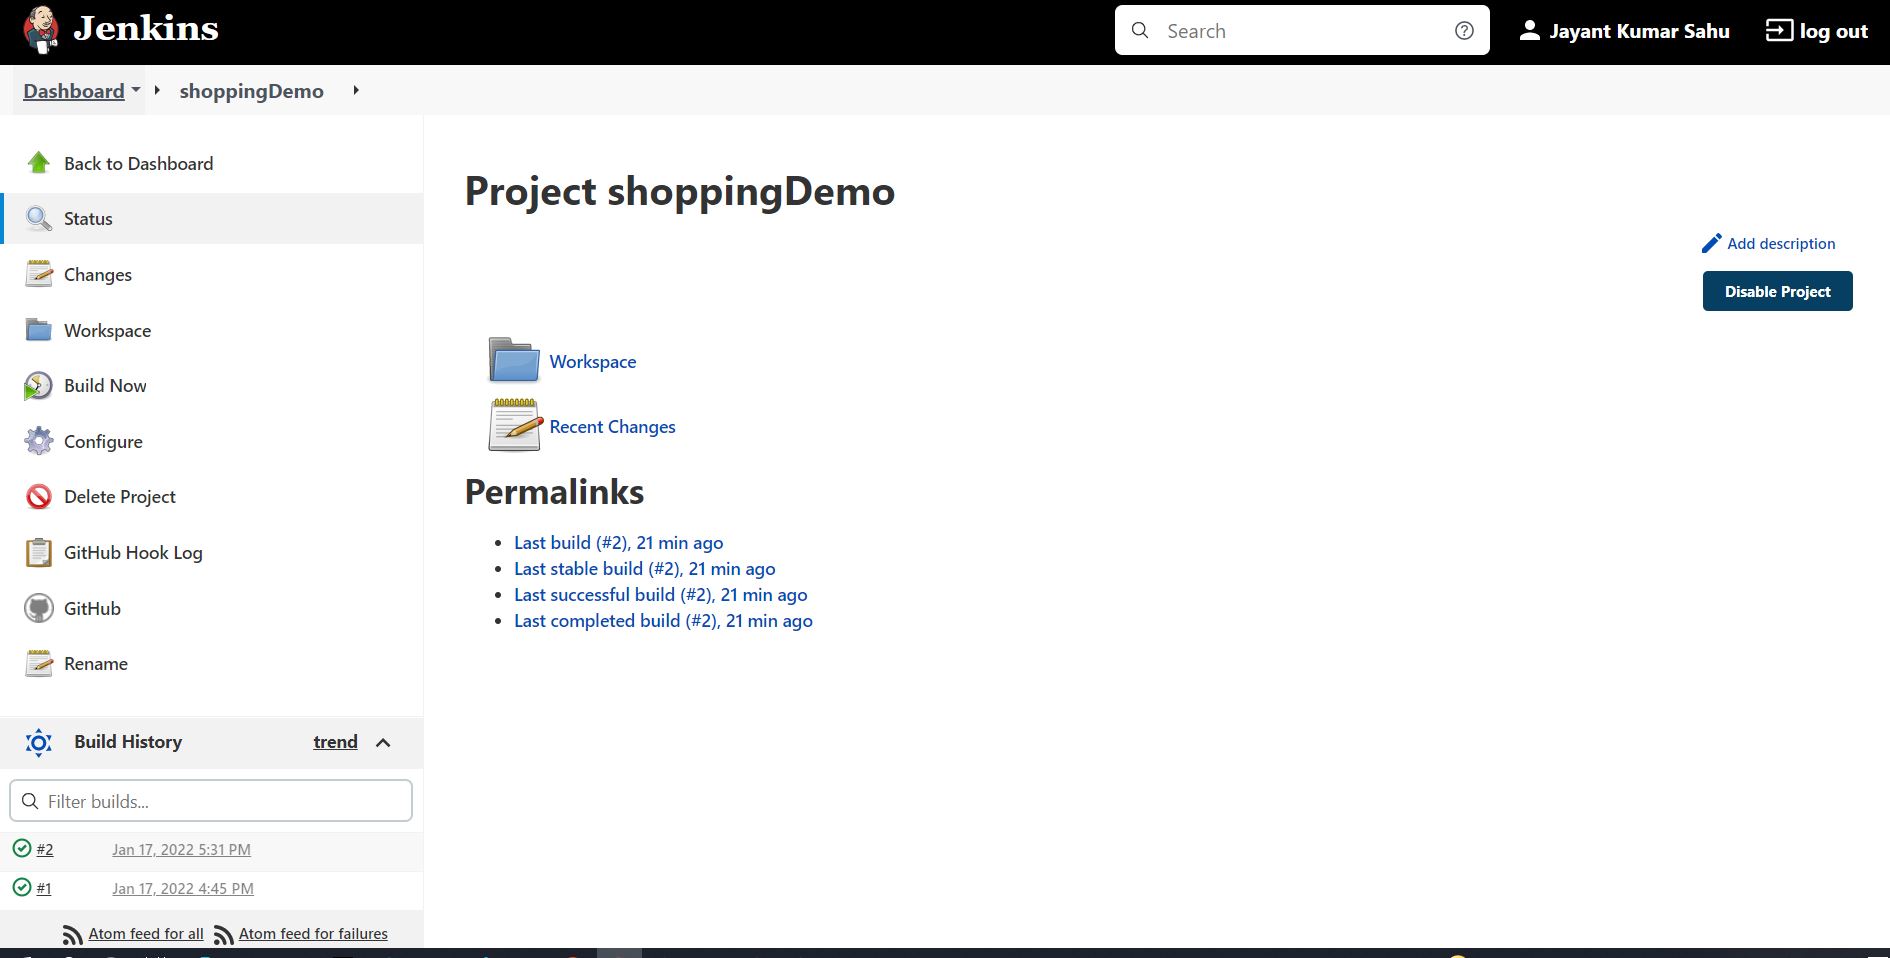 Jenkins
Search
Jayant Kumar Sahu
log out
Dashboard
shoppingDemo
Back to Dashboard
Status
Changes
Workspace
Build Now
Configure
Delete Project
GitHub Hook Log
GitHub
Rename
Build History
trend
Filter builds...
#2 Jan 17, 2022 5:31 PM
#1 Jan 17, 2022 4:45 PM
Atom feed for all
Atom feed for failures
Project shoppingDemo
Add description
Disable Project
Workspace
Recent Changes
Permalinks
Last build (#2), 21 min ago
Last stable build (#2), 21 min ago
Last successful build (#2), 21 min ago
Last completed build (#2), 21 min ago